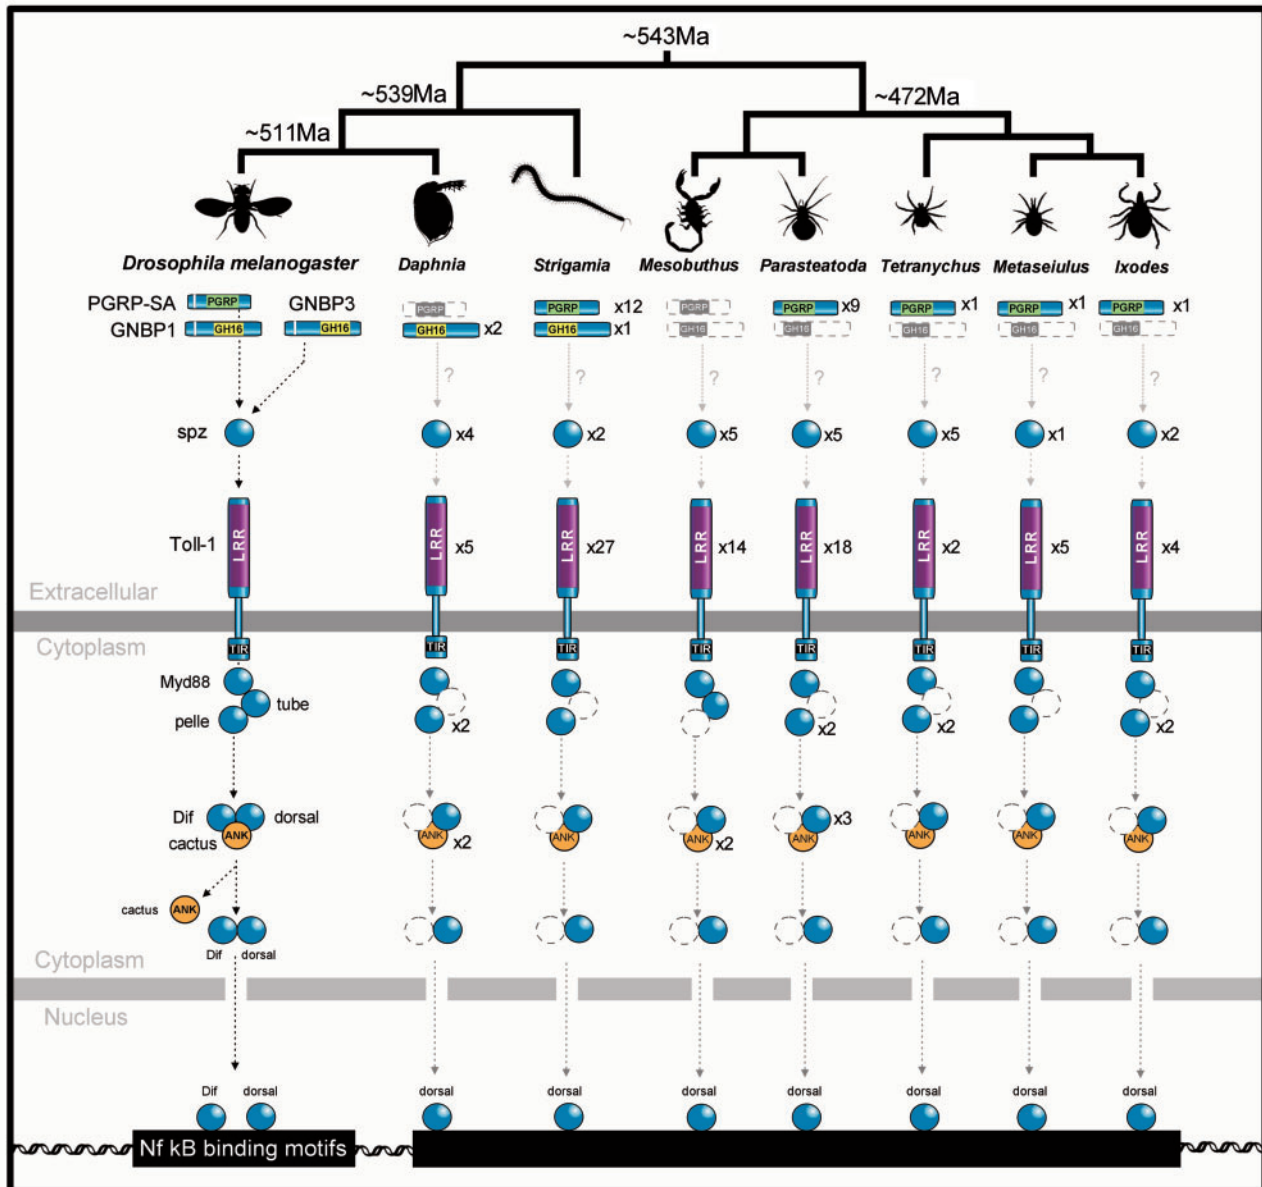 ~543Ma
~539Ma
~472Ma
~511Ma
Drosophila melanogaster Daphnia Strigamia Mesobuthus Parasteatoda Tetranychus Metaseiulus Ixodes
PGRP-SA PGRP GNBP3 PGRP PGRP x12 PGRP PGRP x9 PGRP x1 PGRP x1 PGRP x1
GNBP1 GH16 GH16 GH16 x2 GH16 x1 GH16 GH16 GH16 GH16 GH16
? ? ? ? ? ? ?
spz x4 x2 x5 x5 x5 x1 x2
Toll-1 LRR LRR x5 LRR x27 LRR x14 LRR x18 LRR x2 LRR x5 LRR x4
Extracellular
Cytoplasm
TIR TIR TIR TIR TIR TIR TIR TIR
Myd88
tube
pelle x2 x2 x2 x2
Dif dorsal x3
cactus ANK ANK x2 ANK ANK x2 ANK ANK ANK ANK
cactus ANK
Dif dorsal
Cytoplasm
Nucleus
Dif dorsal dorsal dorsal dorsal dorsal dorsal dorsal dorsal
Nf kB binding motifs